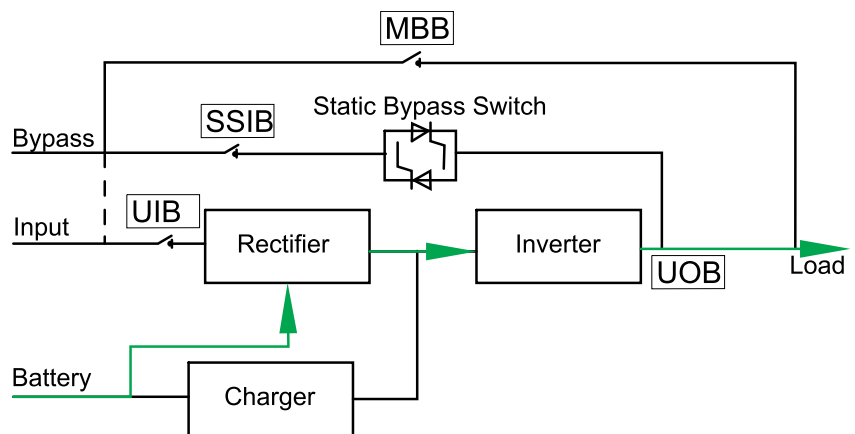 MBB
Static Bypass Switch
SSIB
Bypass
UIB
Input
Rectifier
Inverter
UOB
Load
Battery
Charger